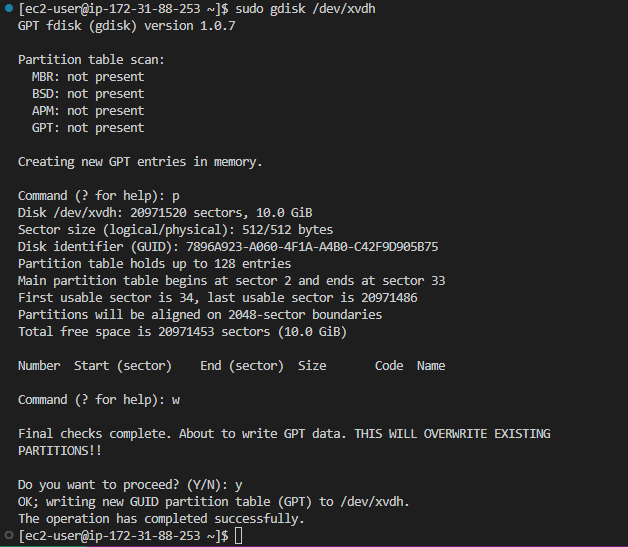 [ec2-user@ip-172-31-88-253 ~]$ sudo gdisk /dev/xvdh
GPT fdisk (gdisk) version 1.0.7
Partition table scan:
MBR: not present
BSD: not present
APM: not present
GPT: not present
Creating new GPT entries in memory.
Command (? for help): p
Disk /dev/xvdh: 20971520 sectors, 10.0 GiB
Sector size (logical/physical): 512/512 bytes
Disk identifier (GUID): 7896A923-A060-4F1A-A4B0-C42F9D905B75
Partition table holds up to 128 entries
Main partition table begins at sector 2 and ends at sector 33
First usable sector is 34, last usable sector is 20971486
Partitions will be aligned on 2048-sector boundaries
Total free space is 20971453 sectors (10.0 GiB)
Number  Start (sector)    End (sector)  Size       Code  Name
Command (? for help): w
Final checks complete. About to write GPT data. THIS WILL OVERWRITE EXISTING
PARTITIONS!!
Do you want to proceed? (Y/N): y
OK; writing new GUID partition table (GPT) to /dev/xvdh.
The operation has completed successfully.
[ec2-user@ip-172-31-88-253 ~]$